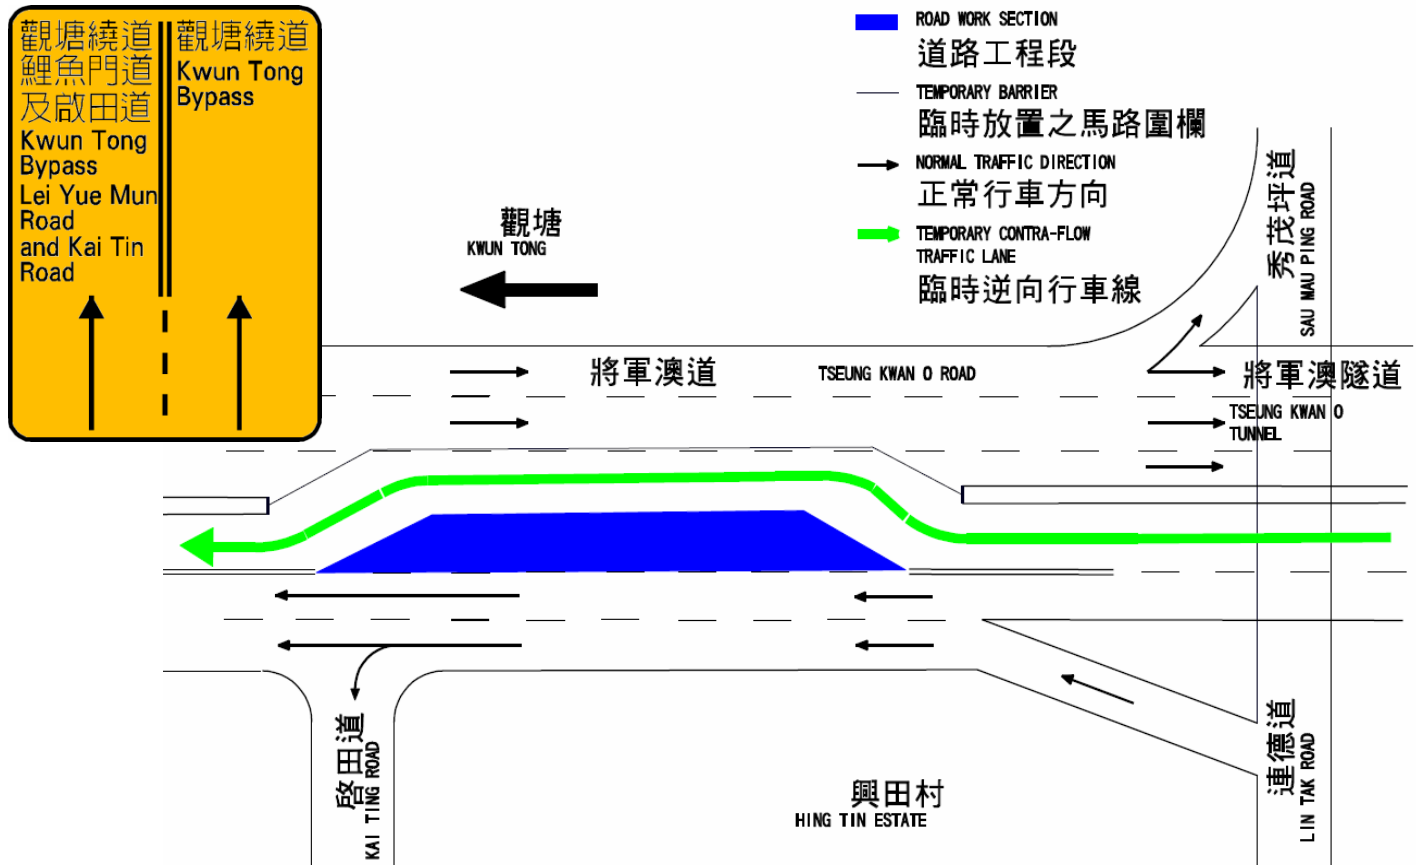 觀塘繞道
鯉魚門道
及啟田道
Kwun Tong
Bypass
Lei Yue Mun
Road
and Kai Tin
Road
觀塘繞道
Kwun Tong
Bypass
ROAD WORK SECTION
道路工程段
TEMPORARY BARRIER
臨時放置之馬路圍欄
NORMAL TRAFFIC DIRECTION
正常行車方向
TEMPORARY CONTRA-FLOW
TRAFFIC LANE
臨時逆向行車線
觀塘
KWUN TONG
秀茂坪道
SAU MAU PING ROAD
將軍澳道
TSEUNG KWAN O ROAD
將軍澳隧道
TSEUNG KWAN O
TUNNEL
啓田道
KAI TING ROAD
興田村
HING TIN ESTATE
連德道
LIN TAK ROAD